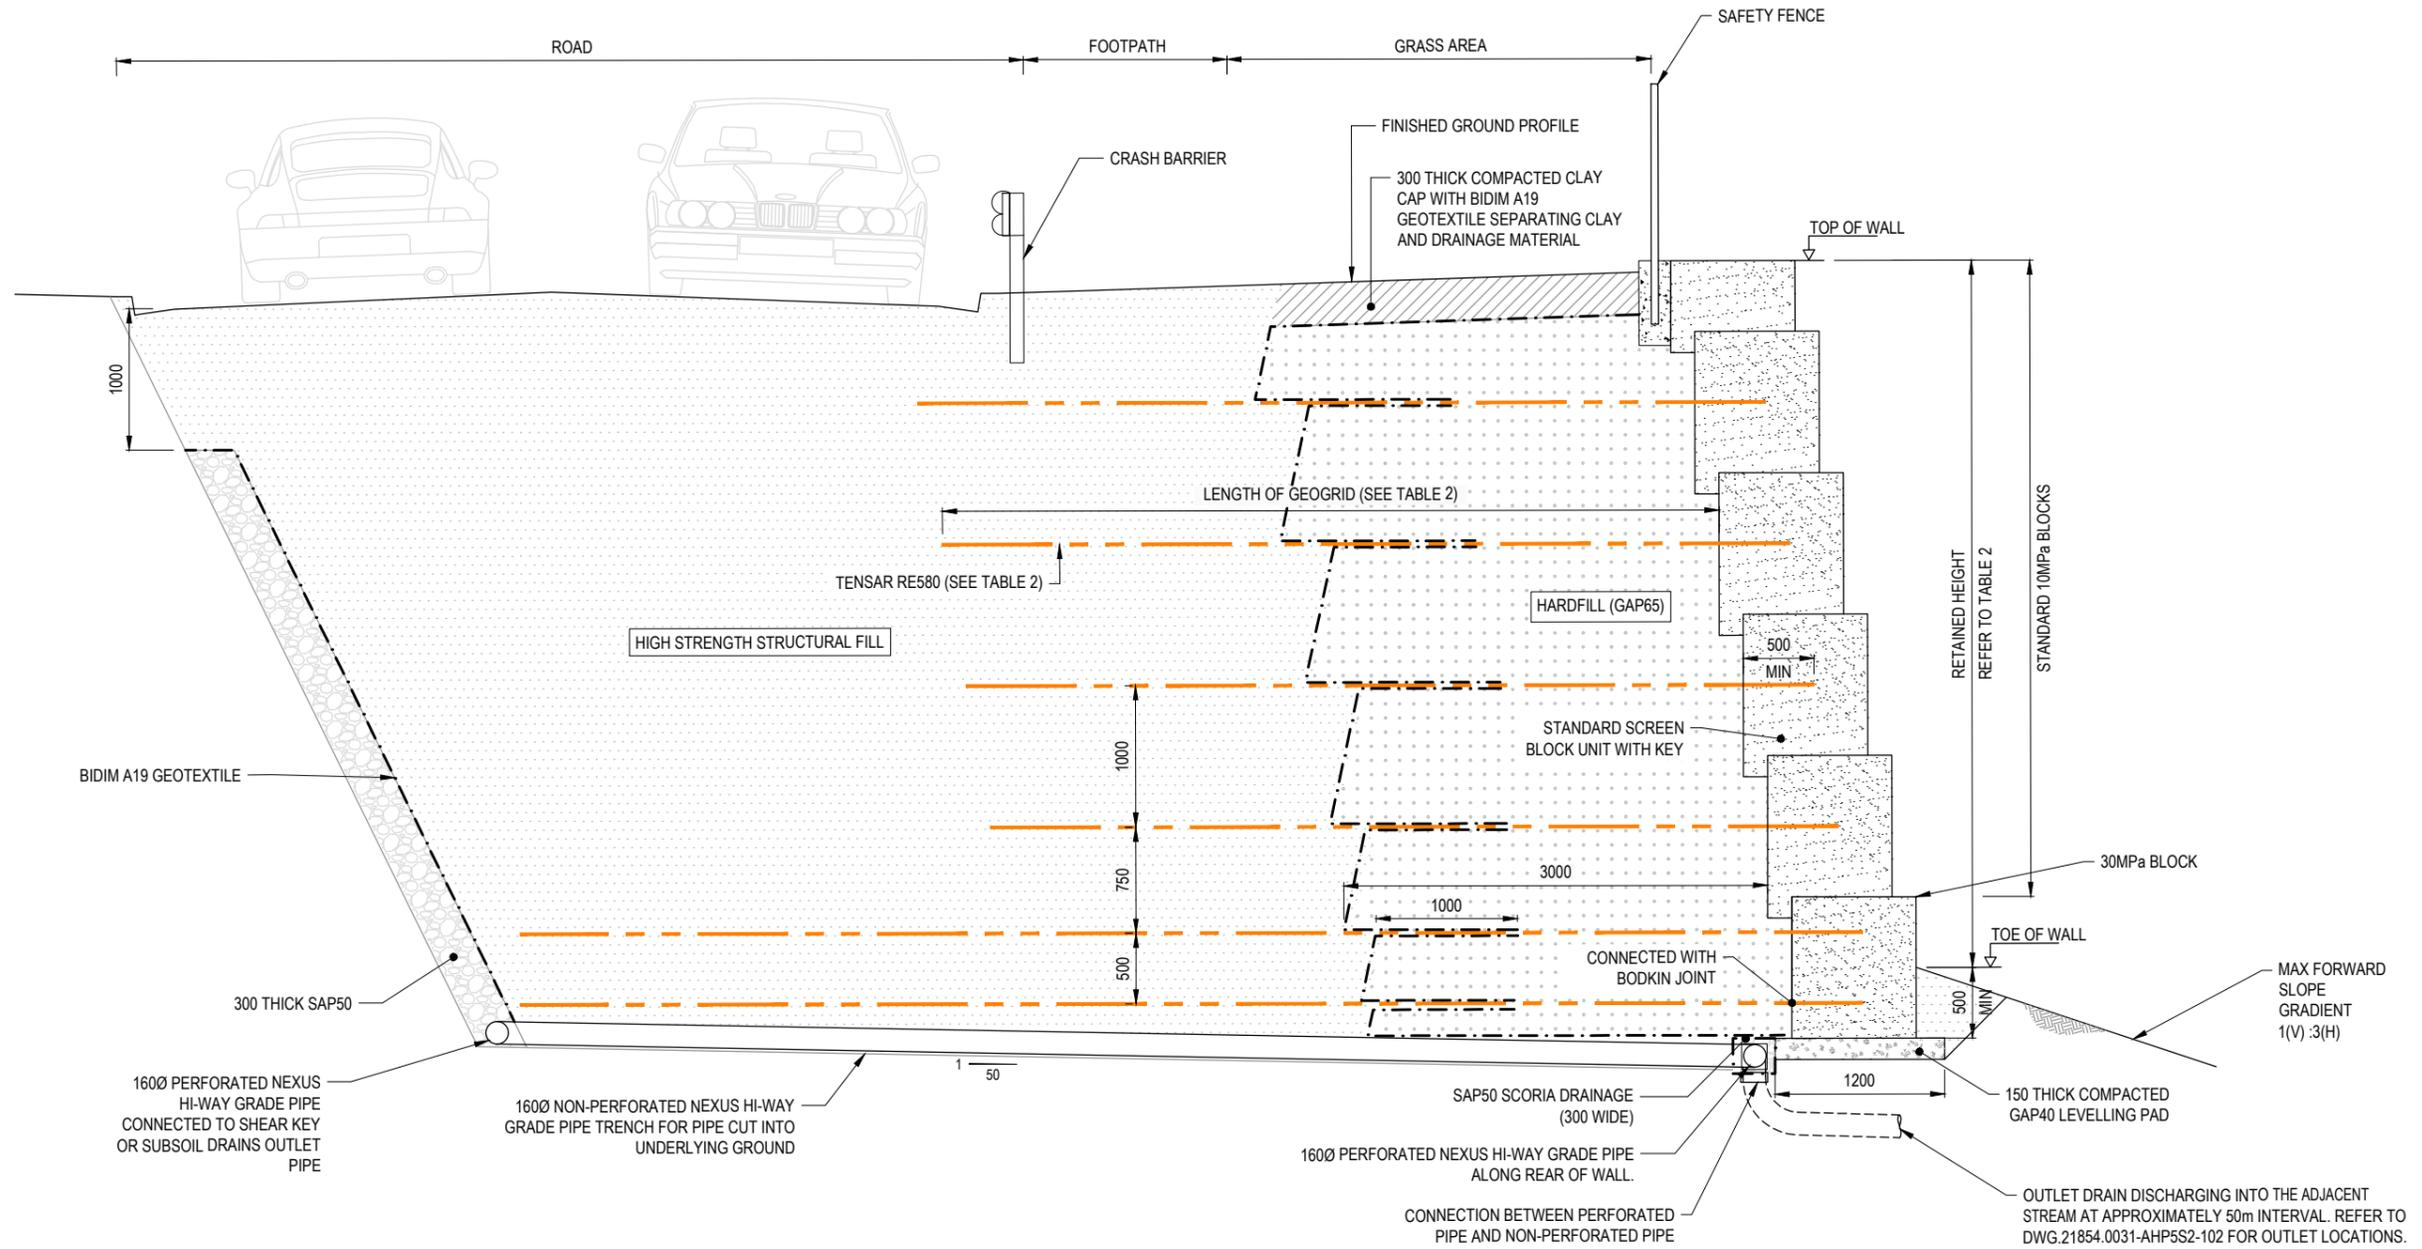 SAFETY FENCE
ROAD
FOOTPATH
GRASS AREA
FINISHED GROUND PROFILE
CRASH BARRIER
300 THICK COMPACTED CLAY
CAP WITH BIDIM A19
GEOTEXTILE SEPARATING CLAY
AND DRAINAGE MATERIAL
TOP OF WALL
1000
LENGTH OF GEOGRID (SEE TABLE 2)
TENSAR RE580 (SEE TABLE 2)
HARDFILL (GAP65)
HIGH STRENGTH STRUCTURAL FILL
RETAINED HEIGHT
REFER TO TABLE 2
STANDARD 10MPa BLOCKS
500
MIN
STANDARD SCREEN
BLOCK UNIT WITH KEY
1000
BIDIM A19 GEOTEXTILE
30MPa BLOCK
750
3000
1000
TOE OF WALL
CONNECTED WITH
BODKIN JOINT
500
500
MIN
MAX FORWARD
SLOPE
GRADIENT
1(V) :3(H)
300 THICK SAP50
1
50
160Ø PERFORATED NEXUS
HI-WAY GRADE PIPE
CONNECTED TO SHEAR KEY
OR SUBSOIL DRAINS OUTLET
PIPE
160Ø NON-PERFORATED NEXUS HI-WAY
GRADE PIPE TRENCH FOR PIPE CUT INTO
UNDERLYING GROUND
SAP50 SCORIA DRAINAGE
(300 WIDE)
1200
150 THICK COMPACTED
GAP40 LEVELLING PAD
160Ø PERFORATED NEXUS HI-WAY GRADE PIPE
ALONG REAR OF WALL.
CONNECTION BETWEEN PERFORATED
PIPE AND NON-PERFORATED PIPE
OUTLET DRAIN DISCHARGING INTO THE ADJACENT
STREAM AT APPROXIMATELY 50m INTERVAL. REFER TO
DWG.21854.0031-AHP5S2-102 FOR OUTLET LOCATIONS.